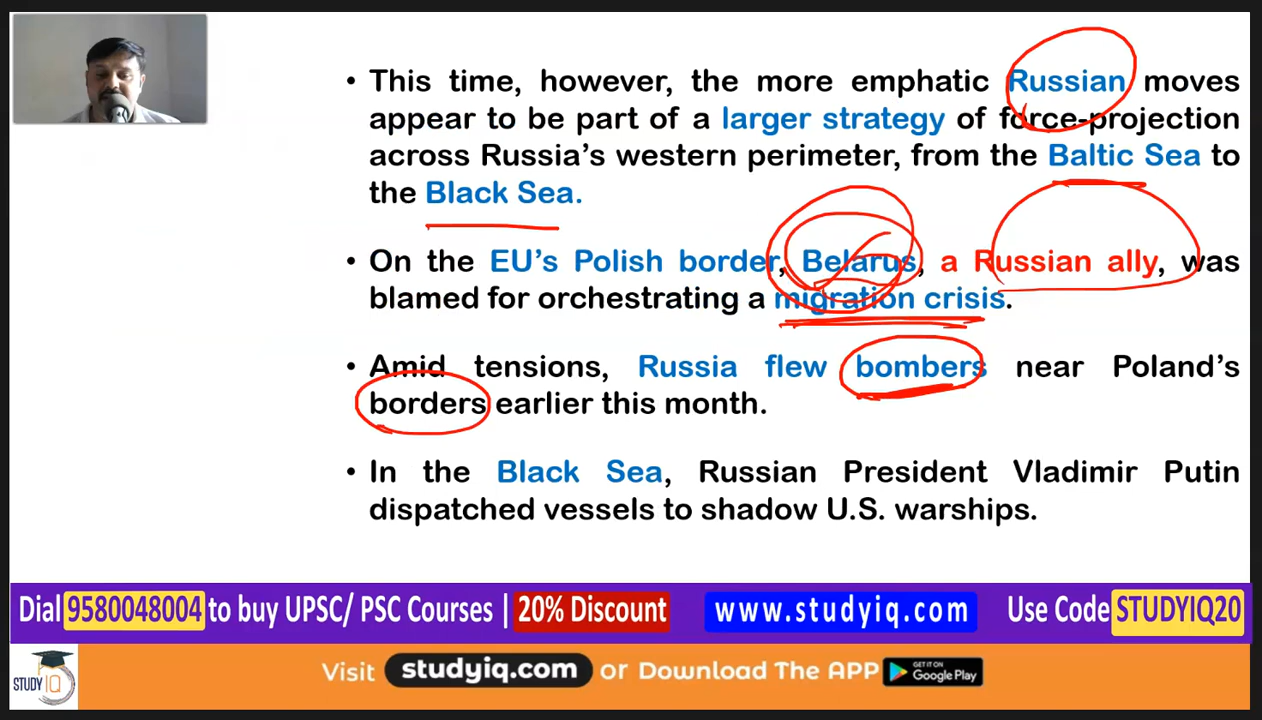 • This time, however, the more emphatic Russian moves
appear to be part of a larger strategy of force-projection
across Russia's western perimeter, from the Baltic Sea to
the Black Sea.
• On the EU's Polish border, Belarus, a Russian ally, was
blamed for orchestrating a migration crisis.
• Amid tensions, Russia flew bombers near Poland's
borders earlier this month.
• In the Black Sea, Russian President Vladimir Putin
dispatched vessels to shadow U.S. warships.
Dial 9580048004 to buy UPSC/ PSC Courses | 20% Discount www.studyiq.com Use Code STUDYIQ20
STUDY IQ
Visit studyiq.com or Download The APP GET IT ON Google Play